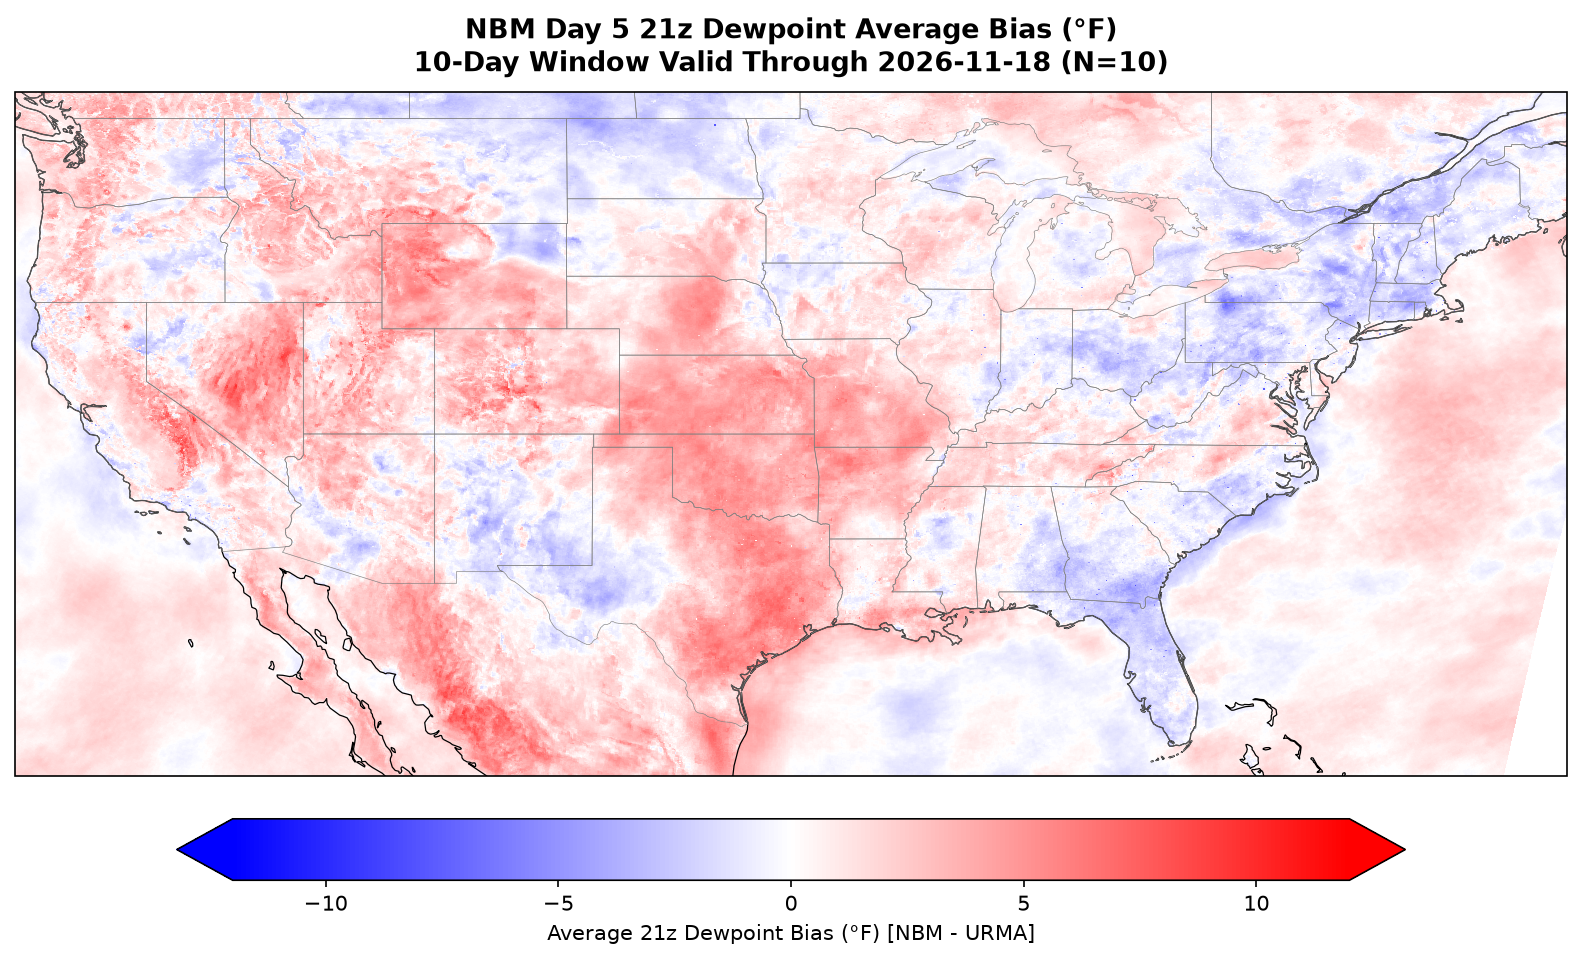 NBM Day 5 21z Dewpoint Average Bias (°F)
10-Day Window Valid Through 2026-11-18 (N=10)
−10 −5 0 5 10
Average 21z Dewpoint Bias (°F) [NBM - URMA]